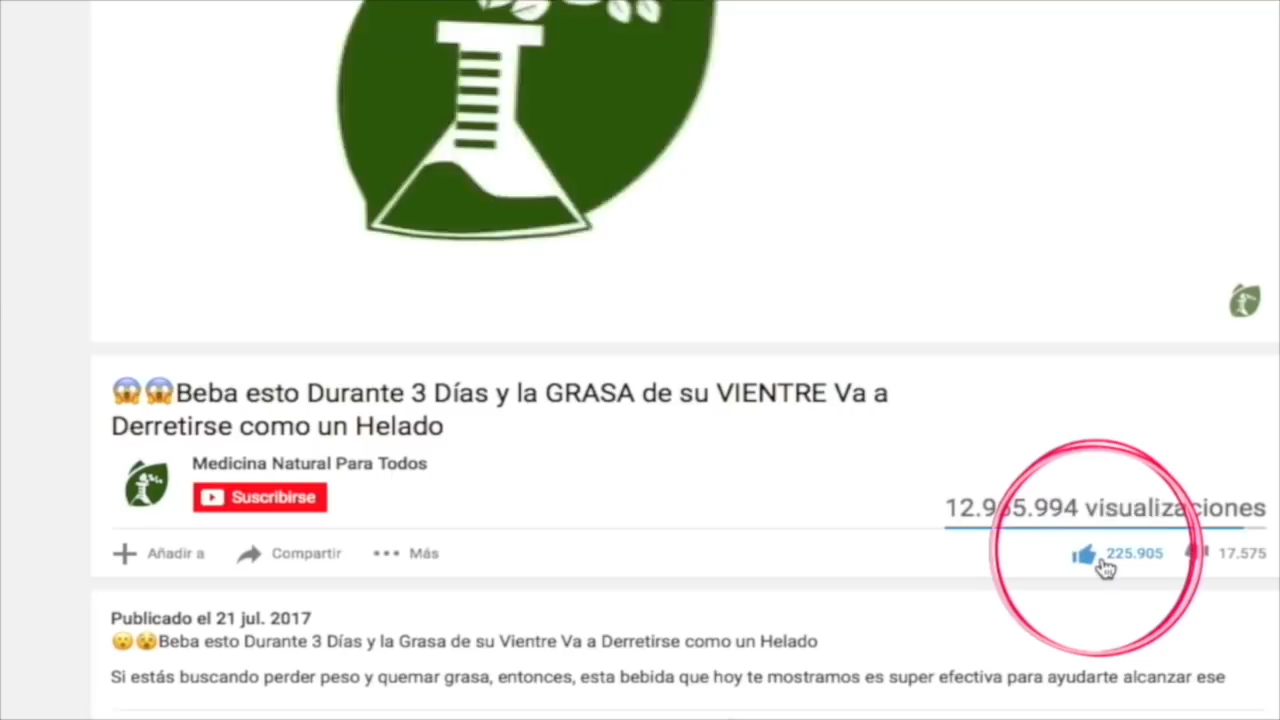 😱😱Beba esto Durante 3 Días y la GRASA de su VIENTRE Va a
Derretirse como un Helado
Medicina Natural Para Todos
Suscribirse
visualizaciones
Añadir a
Compartir
Más
225.905
17.575
Publicado el 21 jul. 2017
😮😵Beba esto Durante 3 Días y la Grasa de su Vientre Va a Derretirse como un Helado
Si estás buscando perder peso y quemar grasa, entonces, esta bebida que hoy te mostramos es super efectiva para ayudarte alcanzar ese